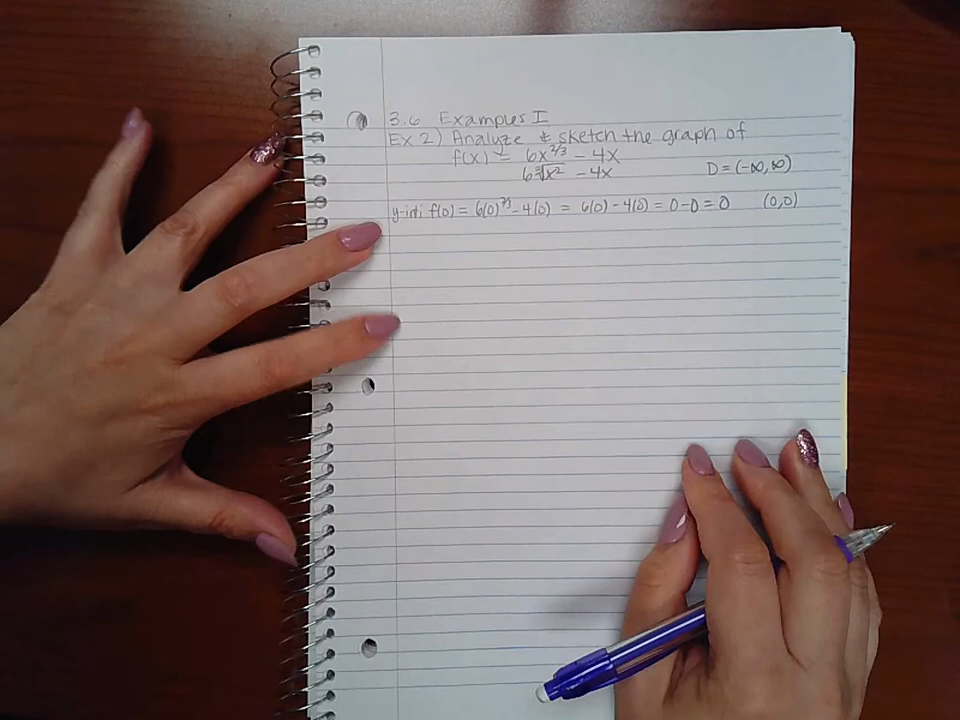 3.6 Examples I
Ex 2) Analyze & sketch the graph of
f(x) = 6x^{2/3} - 4x
6∛x² - 4x D = (-∞,∞)
y-int: f(0) = 6(0)^{2/3} - 4(0) = 6(0) - 4(0) = 0-0 = 0 (0,0)